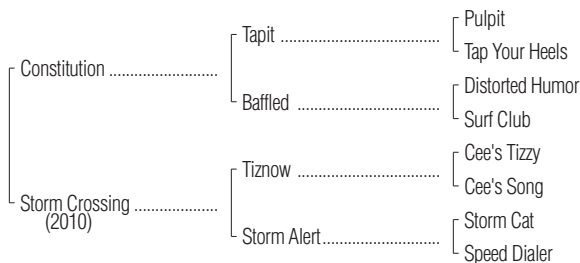 Pulpit
Tapit ............................................
Tap Your Heels
Constitution ..............................
Distorted Humor
Baffled ........................................
Surf Club
Cee's Tizzy
Tiznow ........................................
Cee's Song
Storm Crossing .......................
(2010)
Storm Cat
Storm Alert................................
Speed Dialer